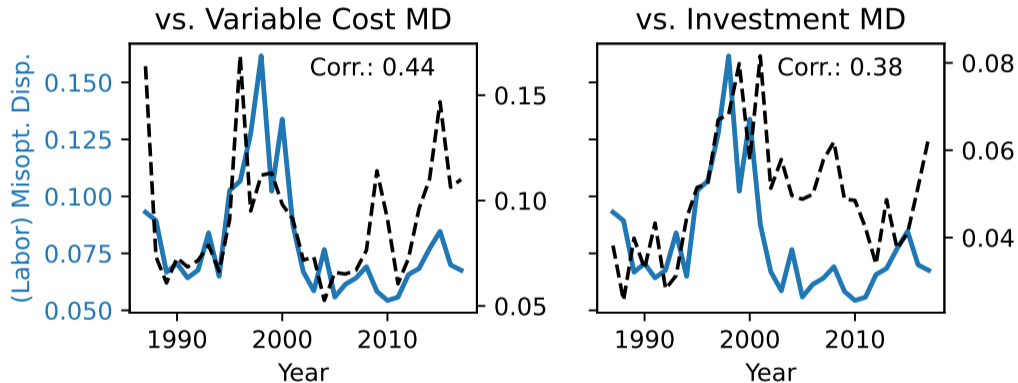 vs. Variable Cost MD
(Labor) Misopt. Disp.
0.150
0.125
0.100
0.075
0.050
Corr.: 0.44
0.15
0.10
0.05
1990 2000 2010
Year
vs. Investment MD
Corr.: 0.38
0.08
0.06
0.04
1990 2000 2010
Year